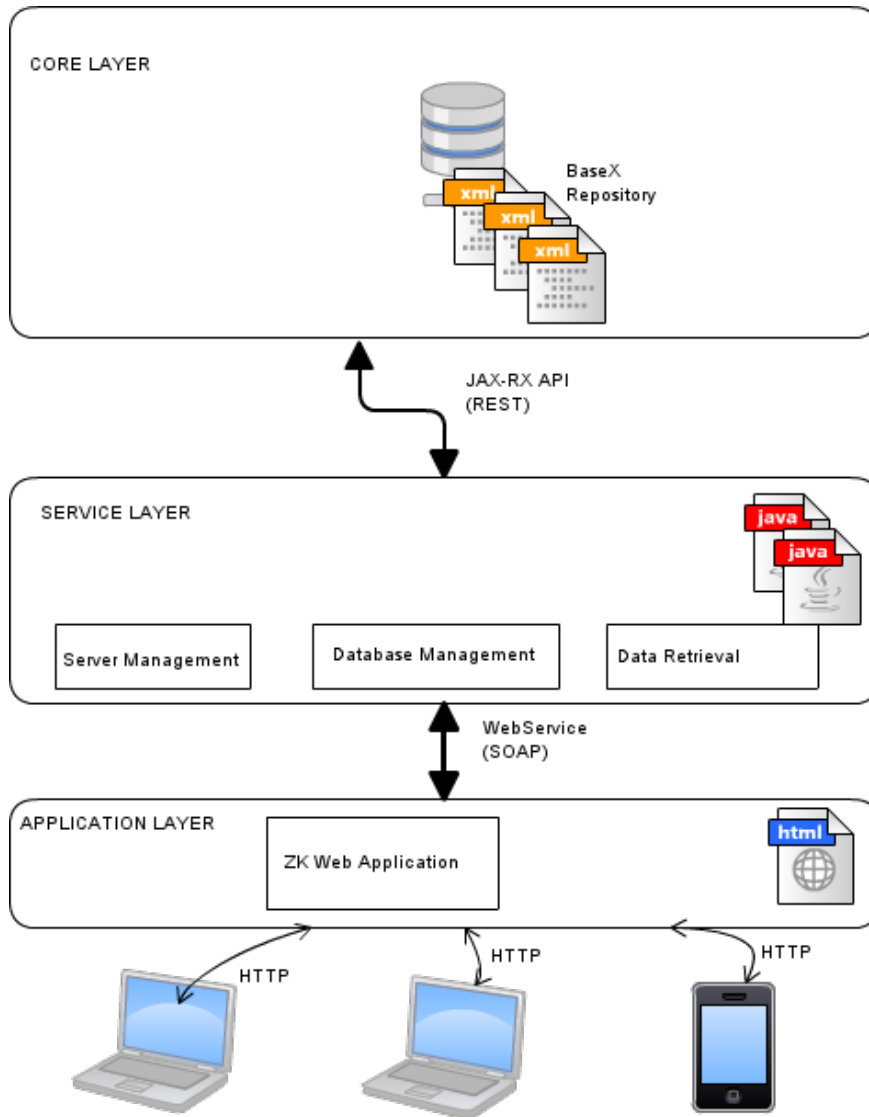 CORE LAYER
BaseX
Repository
xml
xml
xml
JAX-RX API
(REST)
SERVICE LAYER
java
java
Server Management
Database Management
Data Retrieval
WebService
(SOAP)
APPLICATION LAYER
html
ZK Web Application
HTTP
HTTP
HTTP